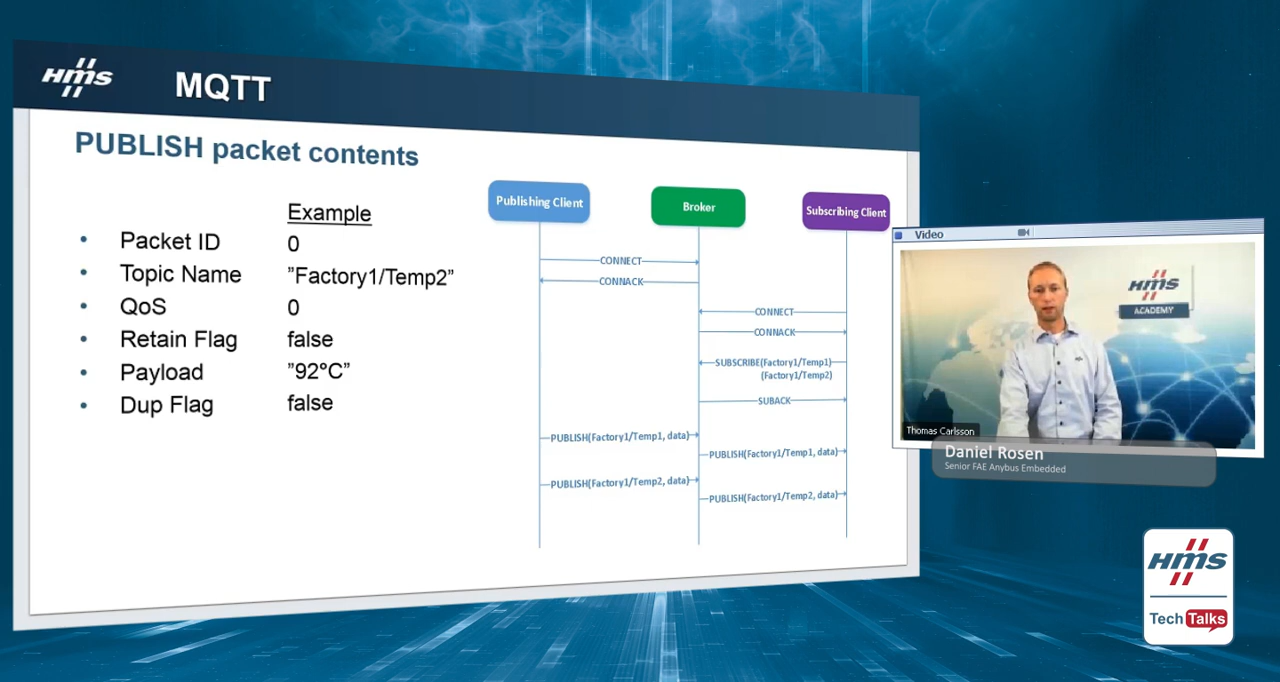 HMS
MQTT
PUBLISH packet contents
Example
• Packet ID 0
• Topic Name ”Factory1/Temp2”
• QoS 0
• Retain Flag false
• Payload ”92°C”
• Dup Flag false
Publishing Client
Broker
Subscribing Client
CONNECT
CONNACK
CONNECT
CONNACK
SUBSCRIBE(Factory1/Temp1)
(Factory1/Temp2)
SUBACK
PUBLISH(Factory1/Temp1, data)
PUBLISH(Factory1/Temp1, data)
PUBLISH(Factory1/Temp2, data)
PUBLISH(Factory1/Temp2, data)
Video
HMS
ACADEMY
Thomas Carlsson
Daniel Rosen
Senior FAE Anybus Embedded
HMS
Tech Talks